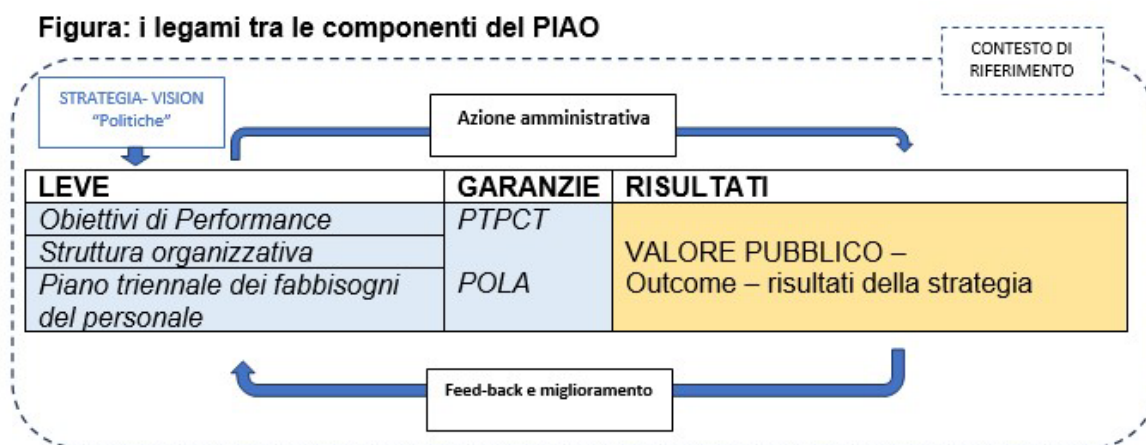 Figura: i legami tra le componenti del PIAO
CONTESTO DI
RIFERIMENTO
STRATEGIA- VISION
“Politiche”
Azione amministrativa
LEVE
GARANZIE
RISULTATI
Obiettivi di Performance
PTPCT
Struttura organizzativa
Piano triennale dei fabbisogni
del personale
POLA
VALORE PUBBLICO –
Outcome – risultati della strategia
Feed-back e miglioramento